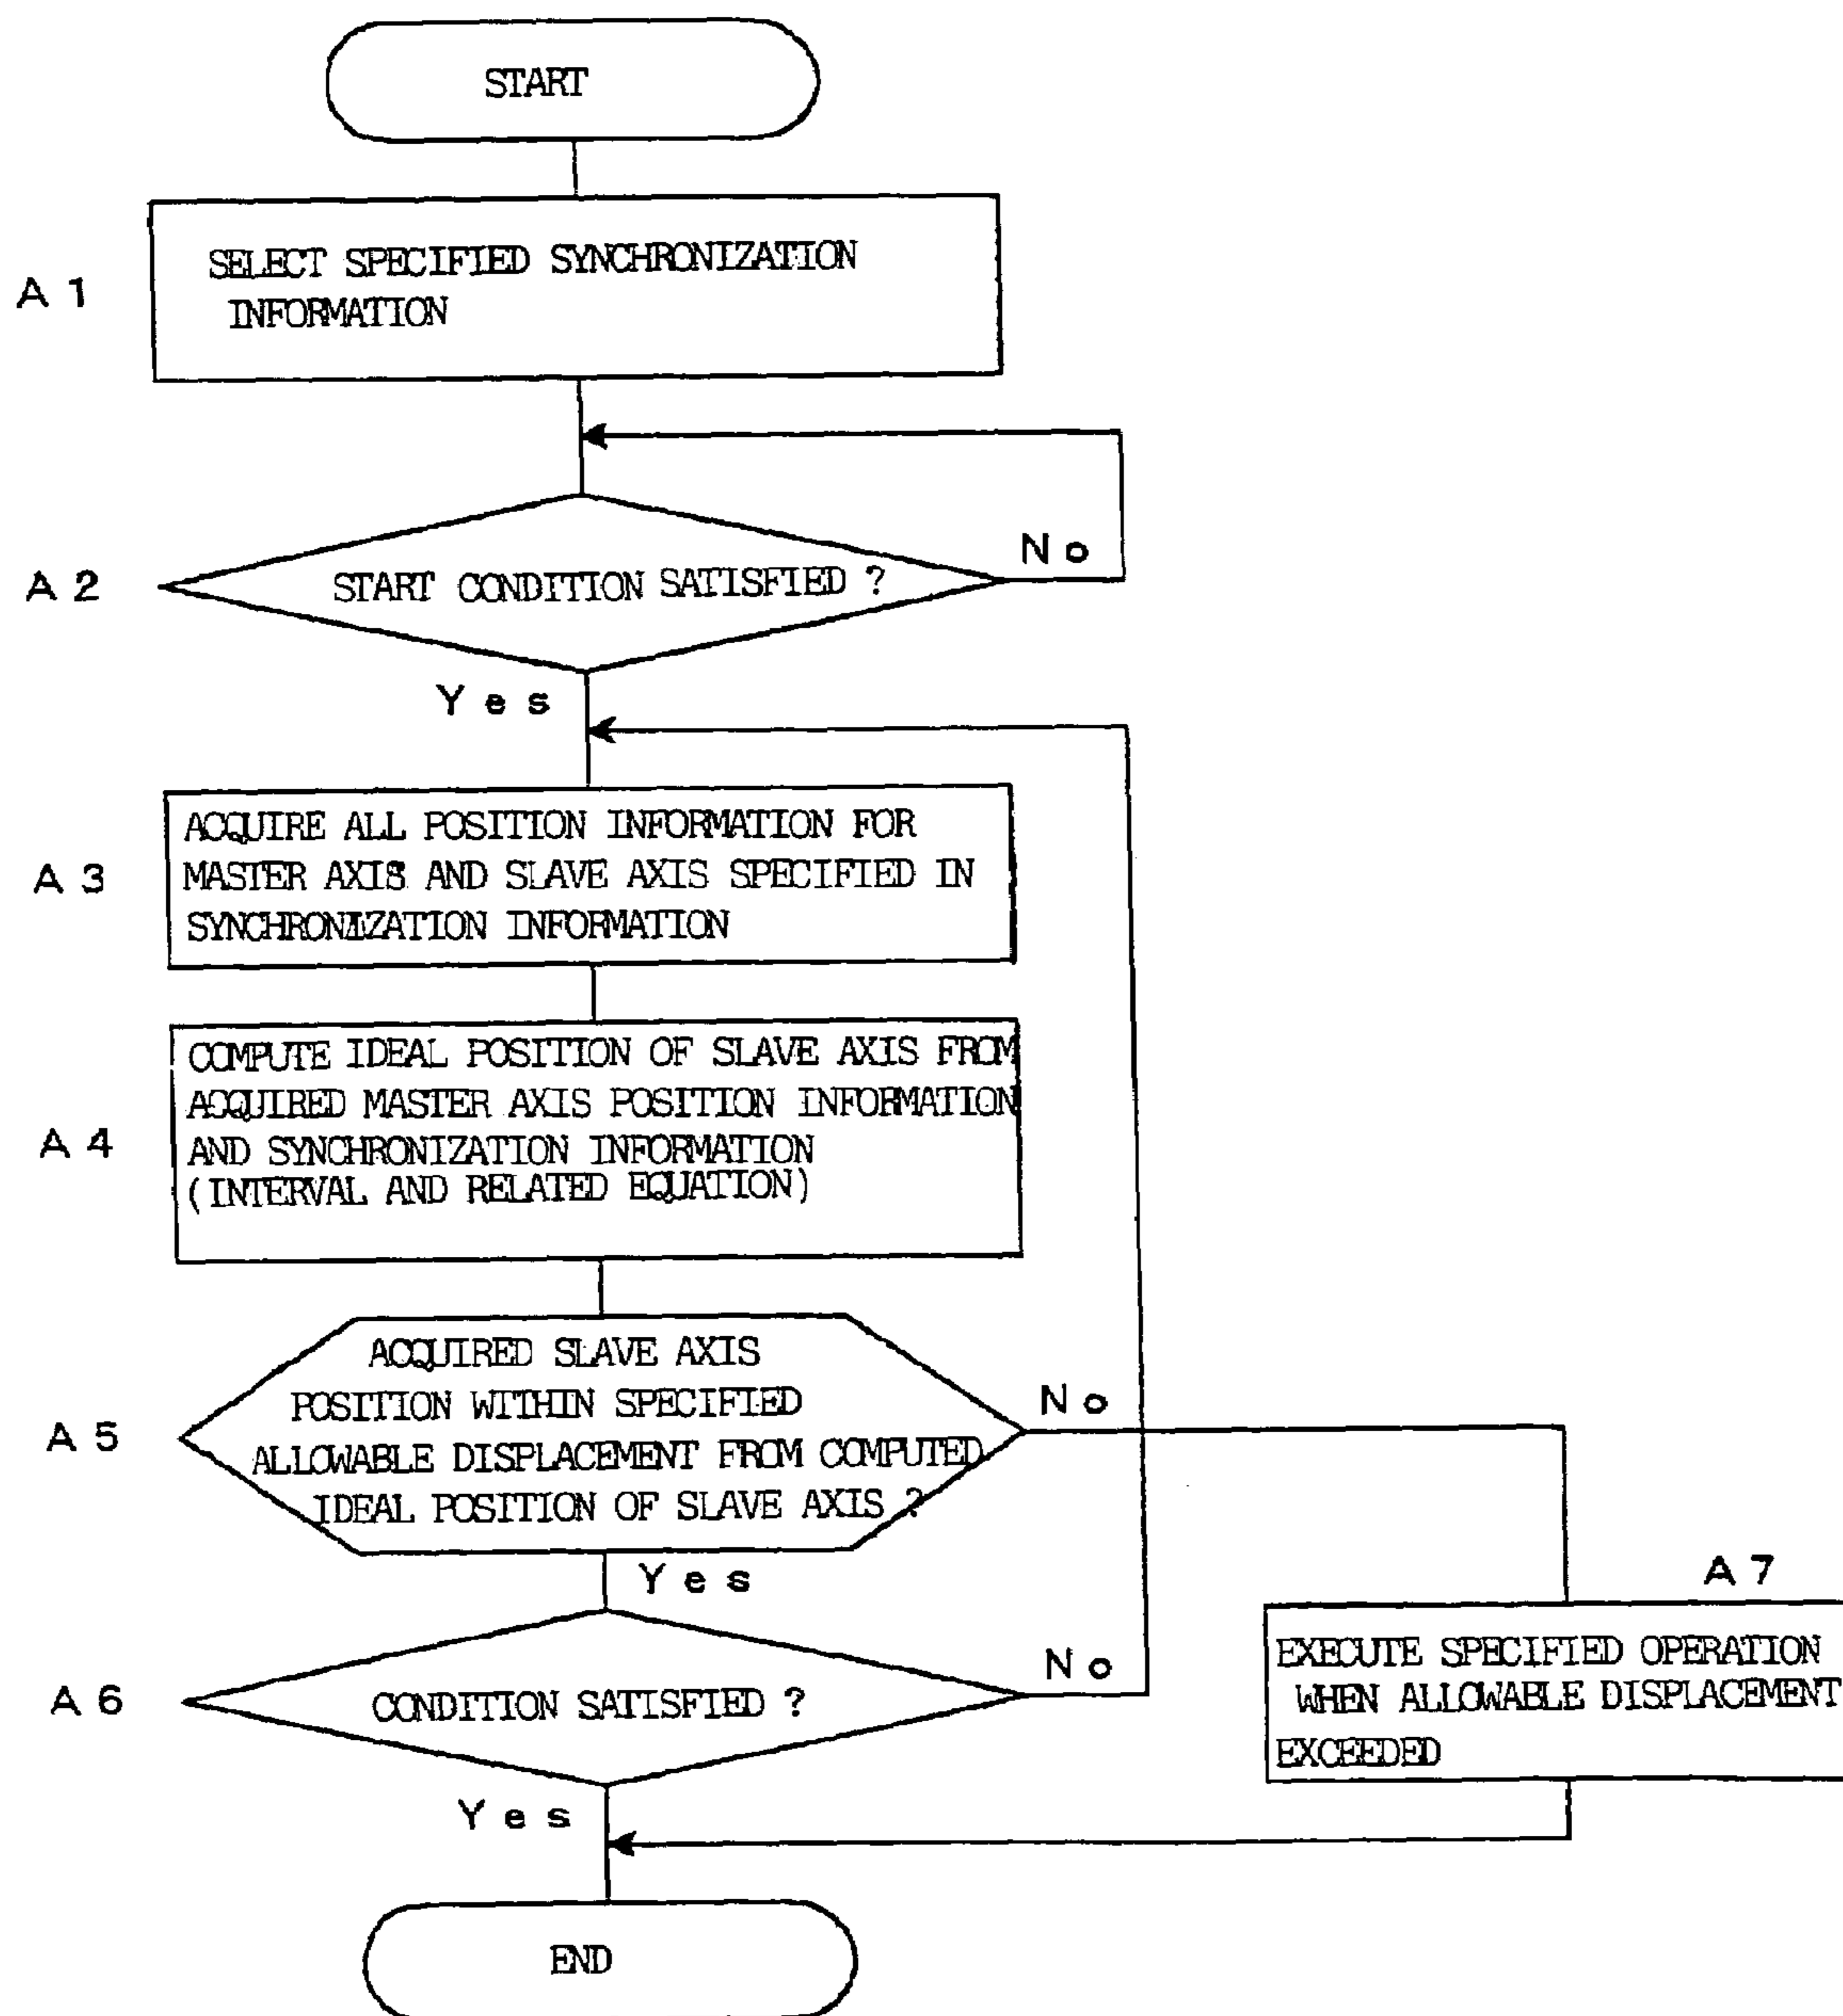 START
A 1
SELECT SPECIFIED SYNCHRONIZATION
INFORMATION
A 2
START CONDITION SATISFIED ?
No
Yes
A 3
ACQUIRE ALL POSITION INFORMATION FOR
MASTER AXIS AND SLAVE AXIS SPECIFIED IN
SYNCHRONIZATION INFORMATION
A 4
COMPUTE IDEAL POSITION OF SLAVE AXIS FROM
ACQUIRED MASTER AXIS POSITION INFORMATION
AND SYNCHRONIZATION INFORMATION
(INTERVAL AND RELATED EQUATION)
A 5
ACQUIRED SLAVE AXIS
POSITION WITHIN SPECIFIED
ALLOWABLE DISPLACEMENT FROM COMPUTED
IDEAL POSITION OF SLAVE AXIS ?
No
Yes
A 6
CONDITION SATISFIED ?
No
Yes
A 7
EXECUTE SPECIFIED OPERATION
WHEN ALLOWABLE DISPLACEMENT
EXCEEDED
END